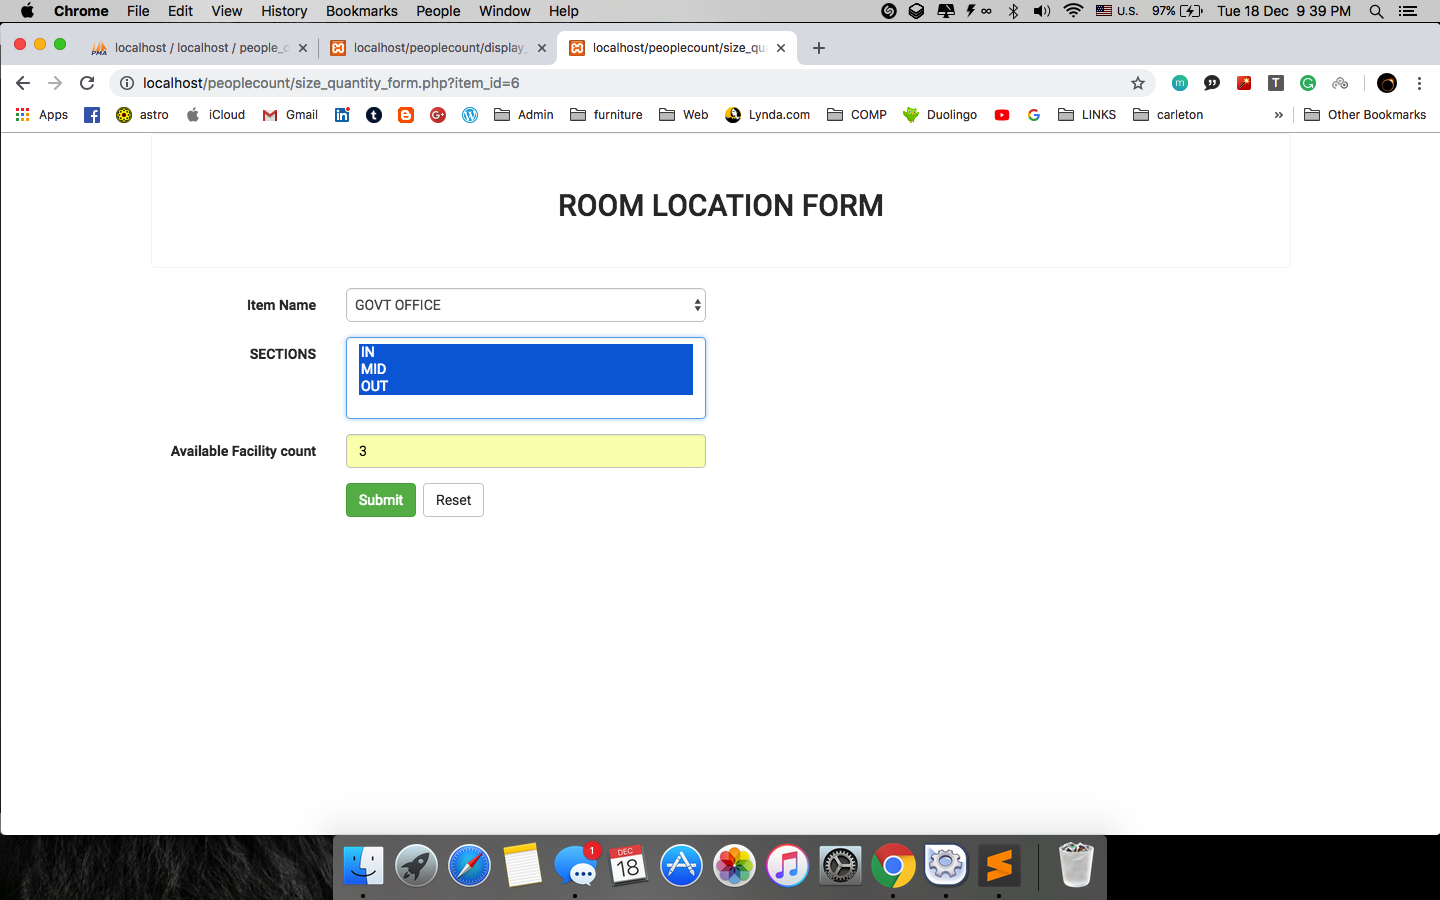 Chrome File Edit View History Bookmarks People Window Help U.S. 97% Tue 18 Dec 9 39 PM
localhost / localhost / people_c localhost/peoplecount/display_ localhost/peoplecount/size_qu
localhost/peoplecount/size_quantity_form.php?item_id=6
Apps astro iCloud Gmail Admin furniture Web Lynda.com COMP Duolingo LINKS carleton » Other Bookmarks
ROOM LOCATION FORM
Item Name GOVT OFFICE
SECTIONS IN
MID
OUT
Available Facility count 3
Submit Reset
1
DEC
18